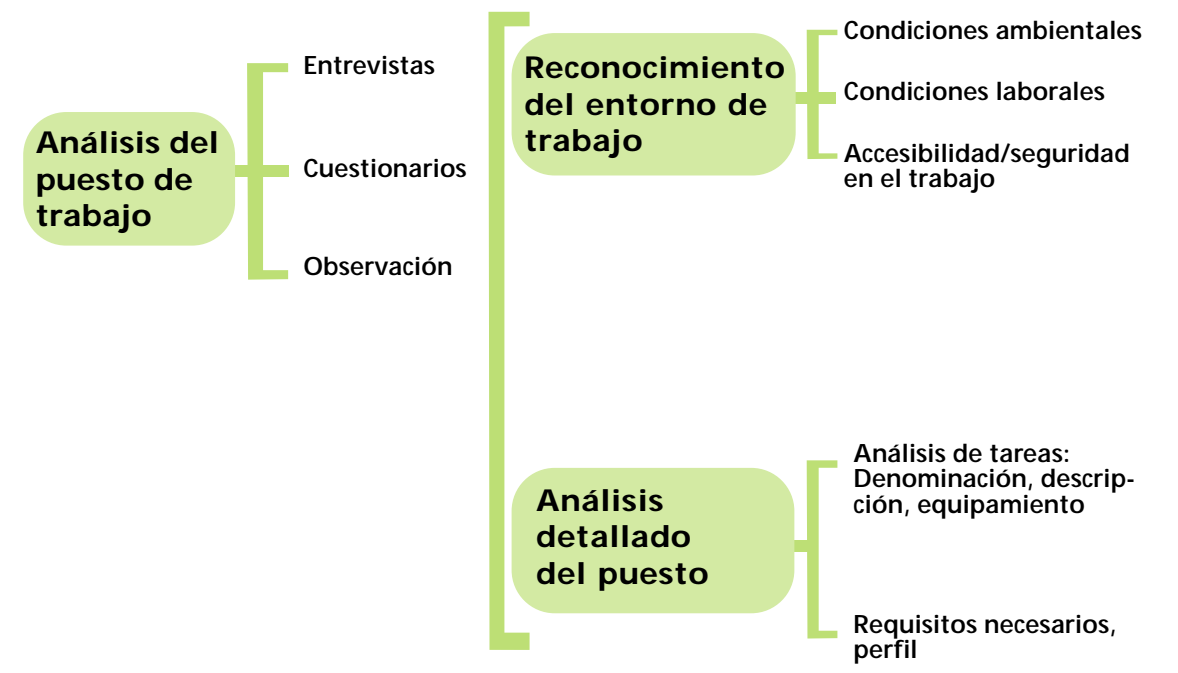 Análisis del
puesto de
trabajo
Entrevistas
Cuestionarios
Observación
Reconocimiento
del entorno de
trabajo
Condiciones ambientales
Condiciones laborales
Accesibilidad/seguridad
en el trabajo
Análisis
detallado
del puesto
Análisis de tareas:
Denominación, descrip-
ción, equipamiento
Requisitos necesarios,
perfil